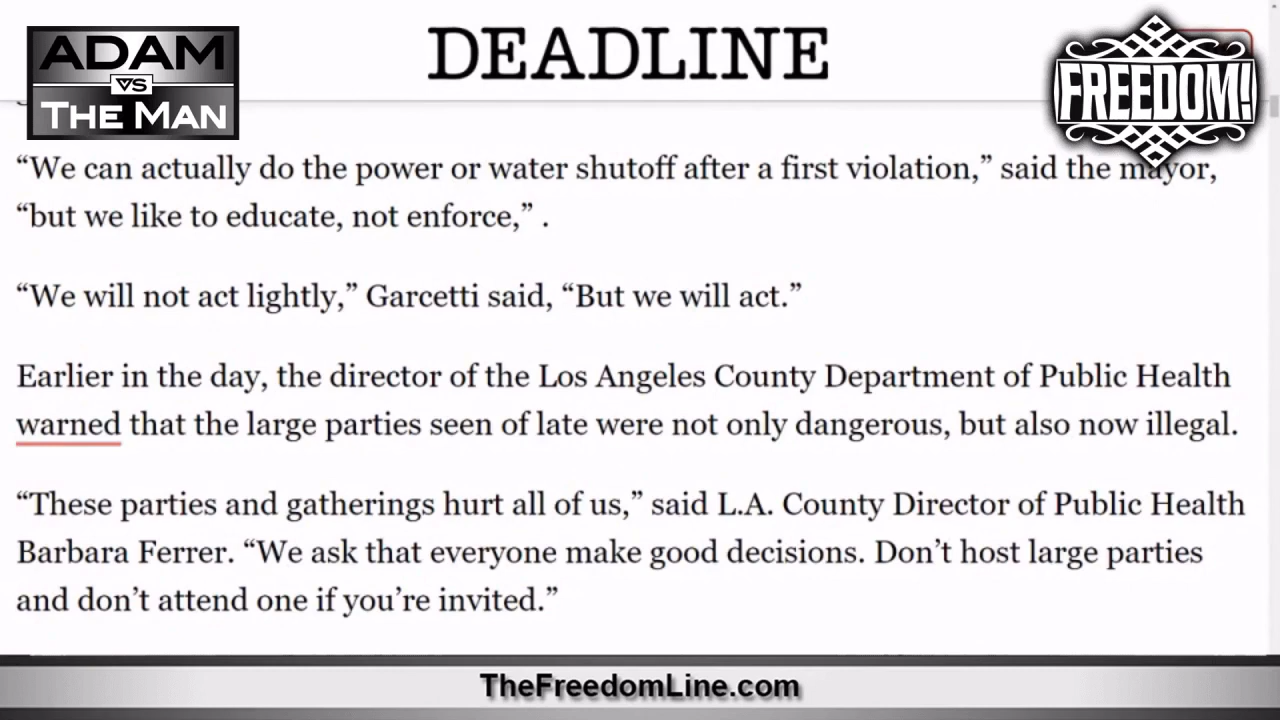 ADAM
VS
THE MAN
DEADLINE
FREEDOM!
“We can actually do the power or water shutoff after a first violation,” said the mayor,
“but we like to educate, not enforce,” .
“We will not act lightly,” Garcetti said, “But we will act.”
Earlier in the day, the director of the Los Angeles County Department of Public Health
warned that the large parties seen of late were not only dangerous, but also now illegal.
“These parties and gatherings hurt all of us,” said L.A. County Director of Public Health
Barbara Ferrer. “We ask that everyone make good decisions. Don’t host large parties
and don’t attend one if you’re invited.”
TheFreedomLine.com